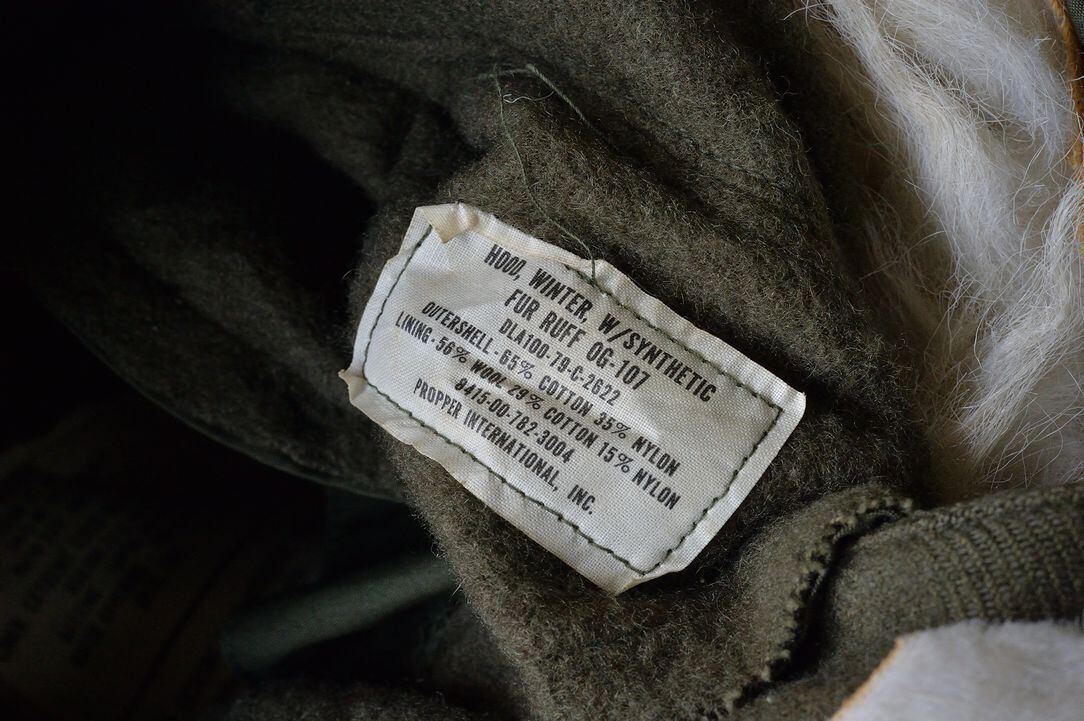 HOOD, WINTER, W/SYNTHETIC
FUR RUFF OG-107
DLA100-79-C-2622
OUTERSHELL-65% COTTON 35% NYLON
LINING-56% WOOL 29% COTTON 15% NYLON
8415-00-782-3004
PROPPER INTERNATIONAL, INC.